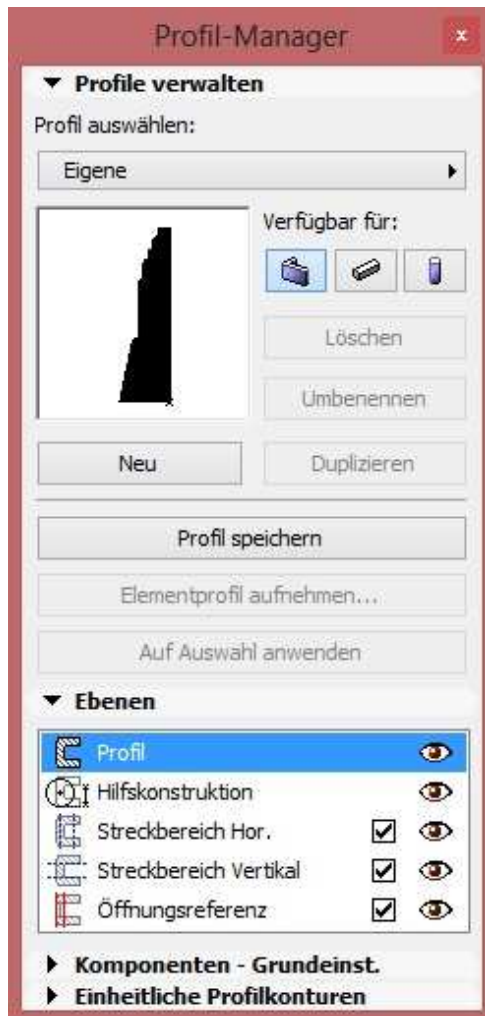 Profil-Manager
Profile verwalten
Profil auswählen:
Eigene
Verfügbar für:
Löschen
Umbenennen
Neu
Duplizieren
Profil speichern
Elementprofil aufnehmen...
Auf Auswahl anwenden
Ebenen
Profil
Hilfskonstruktion
Streckbereich Hor.
Streckbereich Vertikal
Öffnungsreferenz
Komponenten - Grundeinst.
Einheitliche Profilkonturen